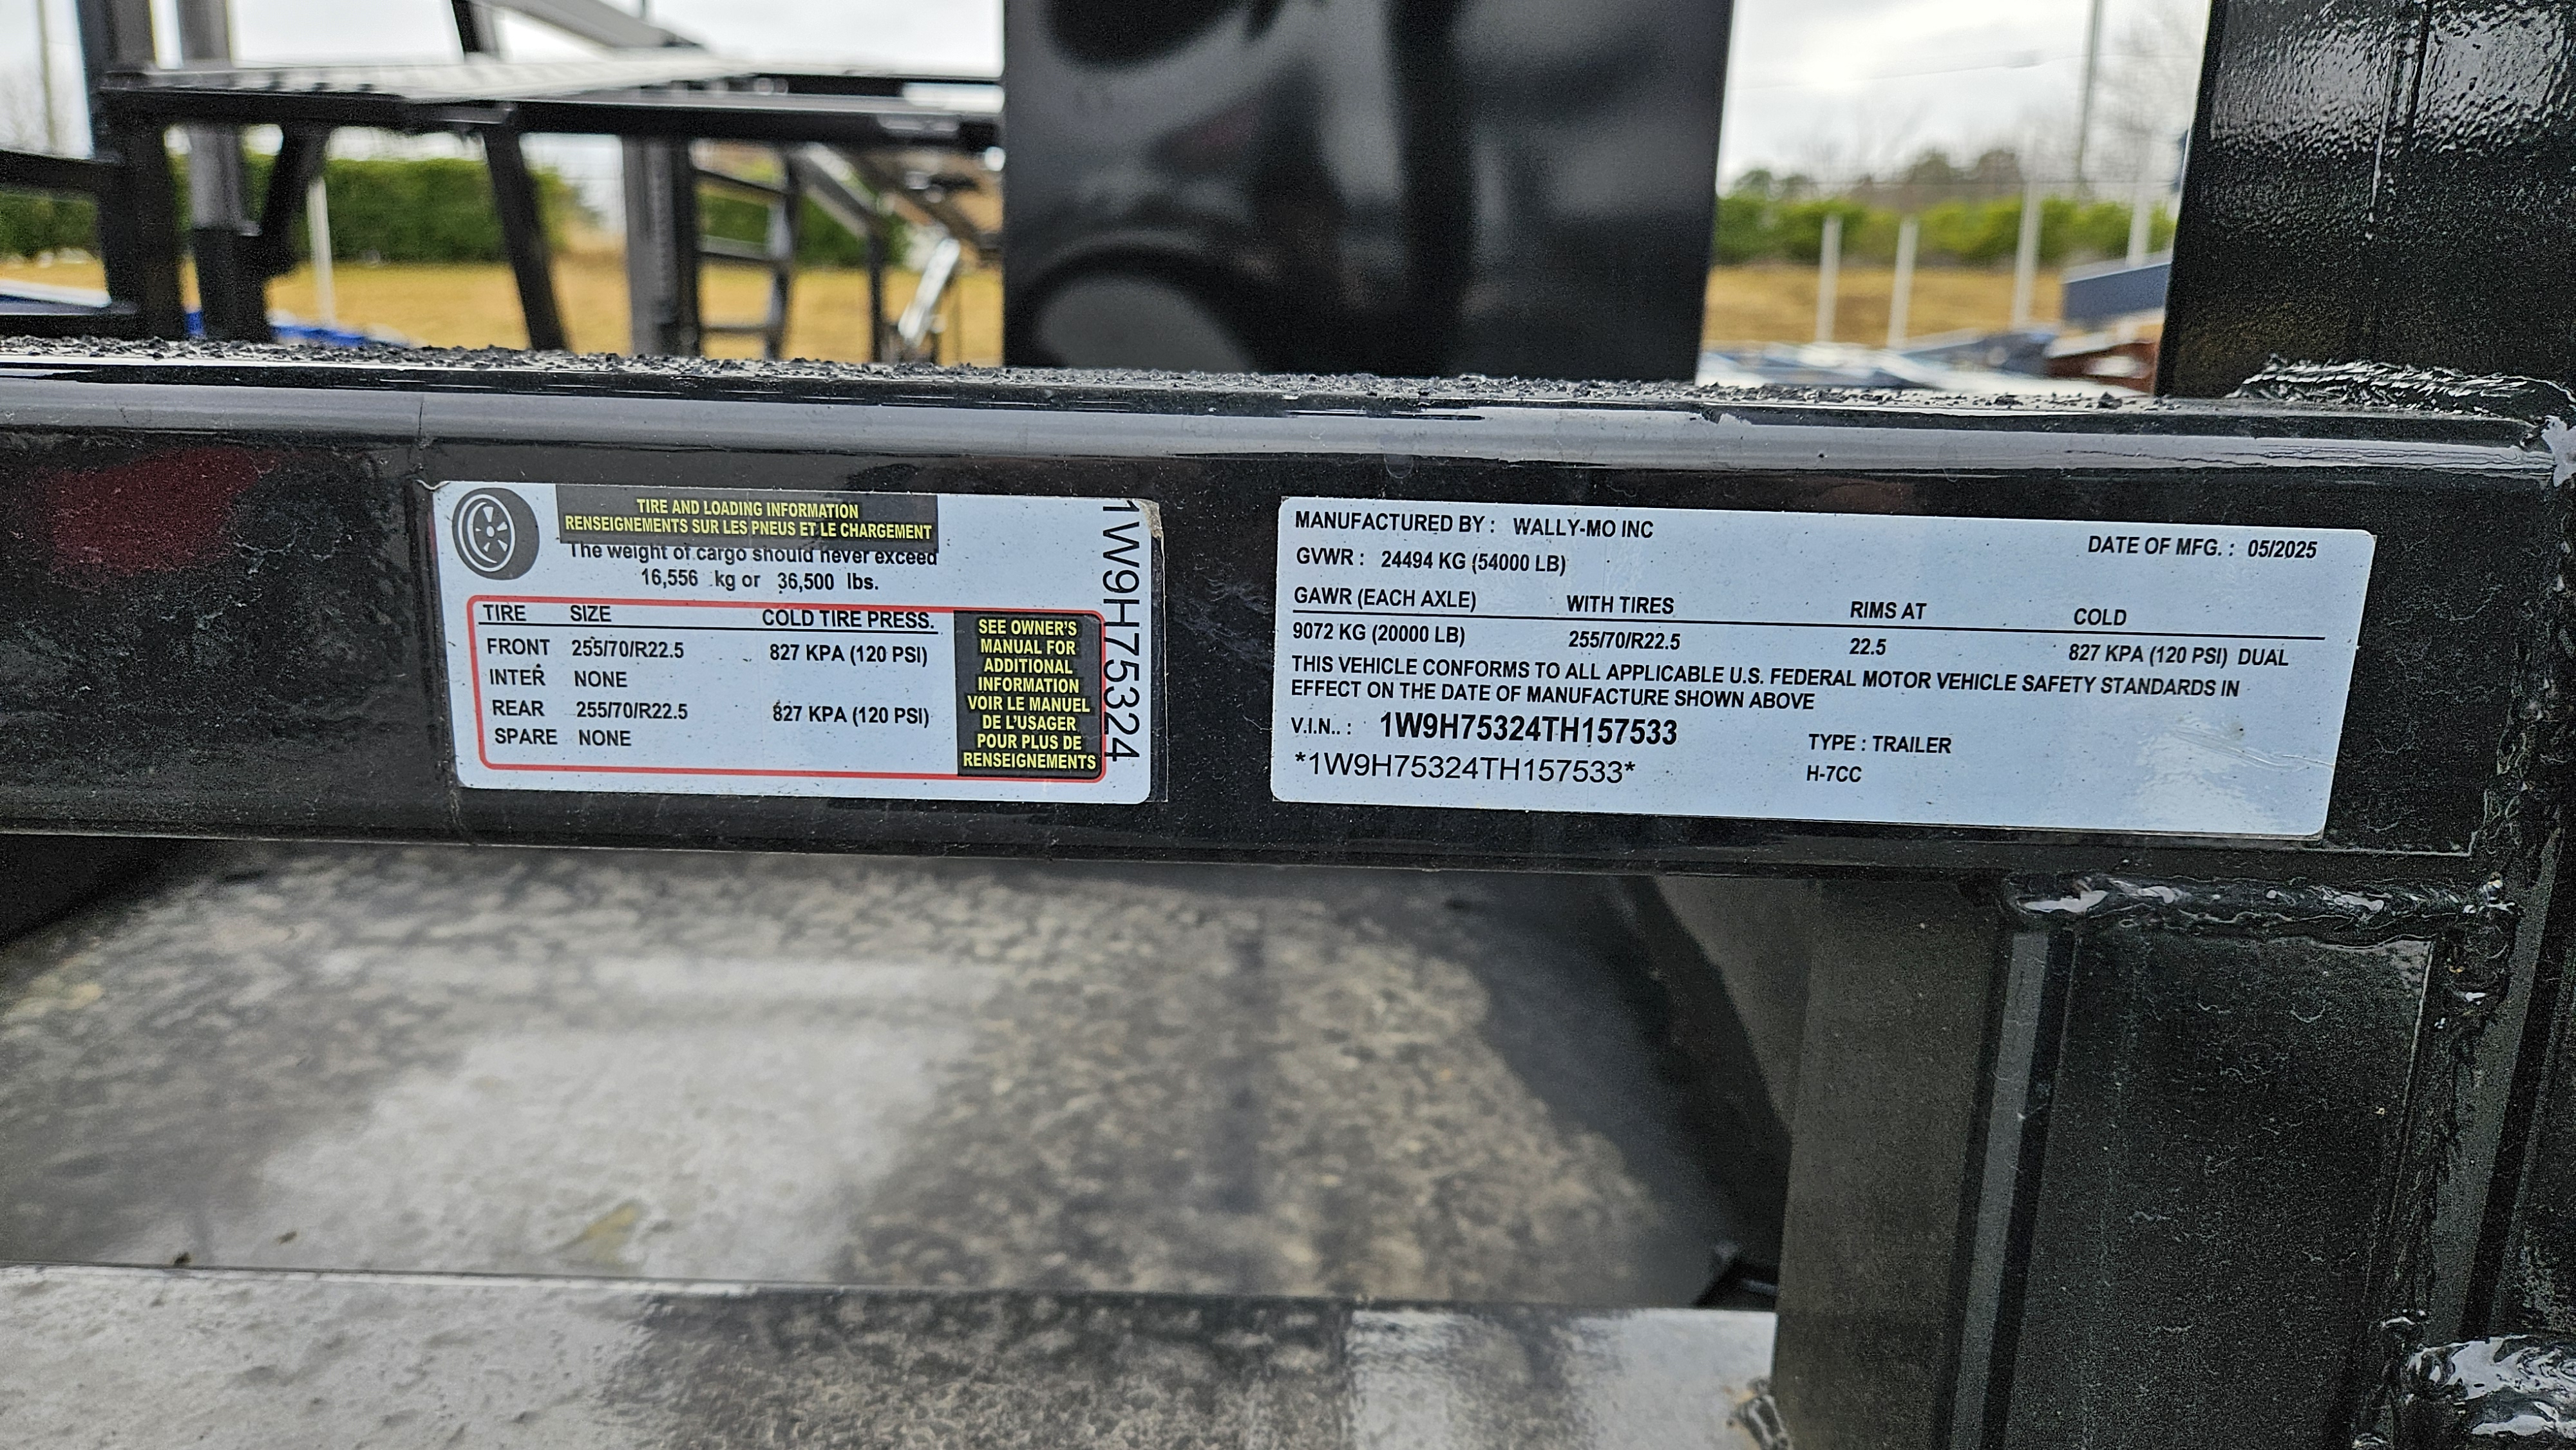 TIRE AND LOADING INFORMATION
RENSEIGNEMENTS SUR LES PNEUS ET LE CHARGEMENT
The weight of cargo should never exceed
16,556 kg or 36,500 lbs.
TIRE SIZE COLD TIRE PRESS.
FRONT 255/70/R22.5 827 KPA (120 PSI)
INTER NONE
REAR 255/70/R22.5 827 KPA (120 PSI)
SPARE NONE
SEE OWNER'S
MANUAL FOR
ADDITIONAL
INFORMATION
VOIR LE MANUEL
DE L'USAGER
POUR PLUS DE
RENSEIGNEMENTS
1W9H75324
MANUFACTURED BY : WALLY-MO INC
DATE OF MFG. : 05/2025
GVWR : 24494 KG (54000 LB)
GAWR (EACH AXLE) WITH TIRES RIMS AT COLD
9072 KG (20000 LB) 255/70/R22.5 22.5 827 KPA (120 PSI) DUAL
THIS VEHICLE CONFORMS TO ALL APPLICABLE U.S. FEDERAL MOTOR VEHICLE SAFETY STANDARDS IN
EFFECT ON THE DATE OF MANUFACTURE SHOWN ABOVE
V.I.N.. : 1W9H75324TH157533
TYPE : TRAILER
*1W9H75324TH157533*
H-7CC